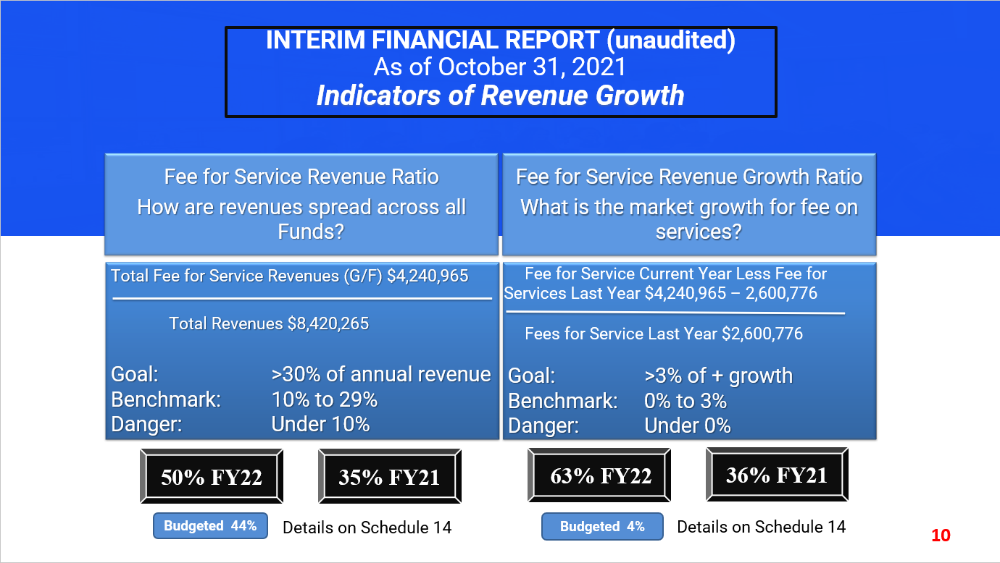 INTERIM FINANCIAL REPORT (unaudited)
As of October 31, 2021
Indicators of Revenue Growth
Fee for Service Revenue Ratio
How are revenues spread across all
Funds?
Total Fee for Service Revenues (G/F) $4,240,965
Total Revenues $8,420,265
Goal: >30% of annual revenue
Benchmark: 10% to 29%
Danger: Under 10%
50% FY22
35% FY21
Budgeted 44%
Details on Schedule 14
Fee for Service Revenue Growth Ratio
What is the market growth for fee on
services?
Fee for Service Current Year Less Fee for
Services Last Year $4,240,965 – 2,600,776
Fees for Service Last Year $2,600,776
Goal: >3% of + growth
Benchmark: 0% to 3%
Danger: Under 0%
63% FY22
36% FY21
Budgeted 4%
Details on Schedule 14
10